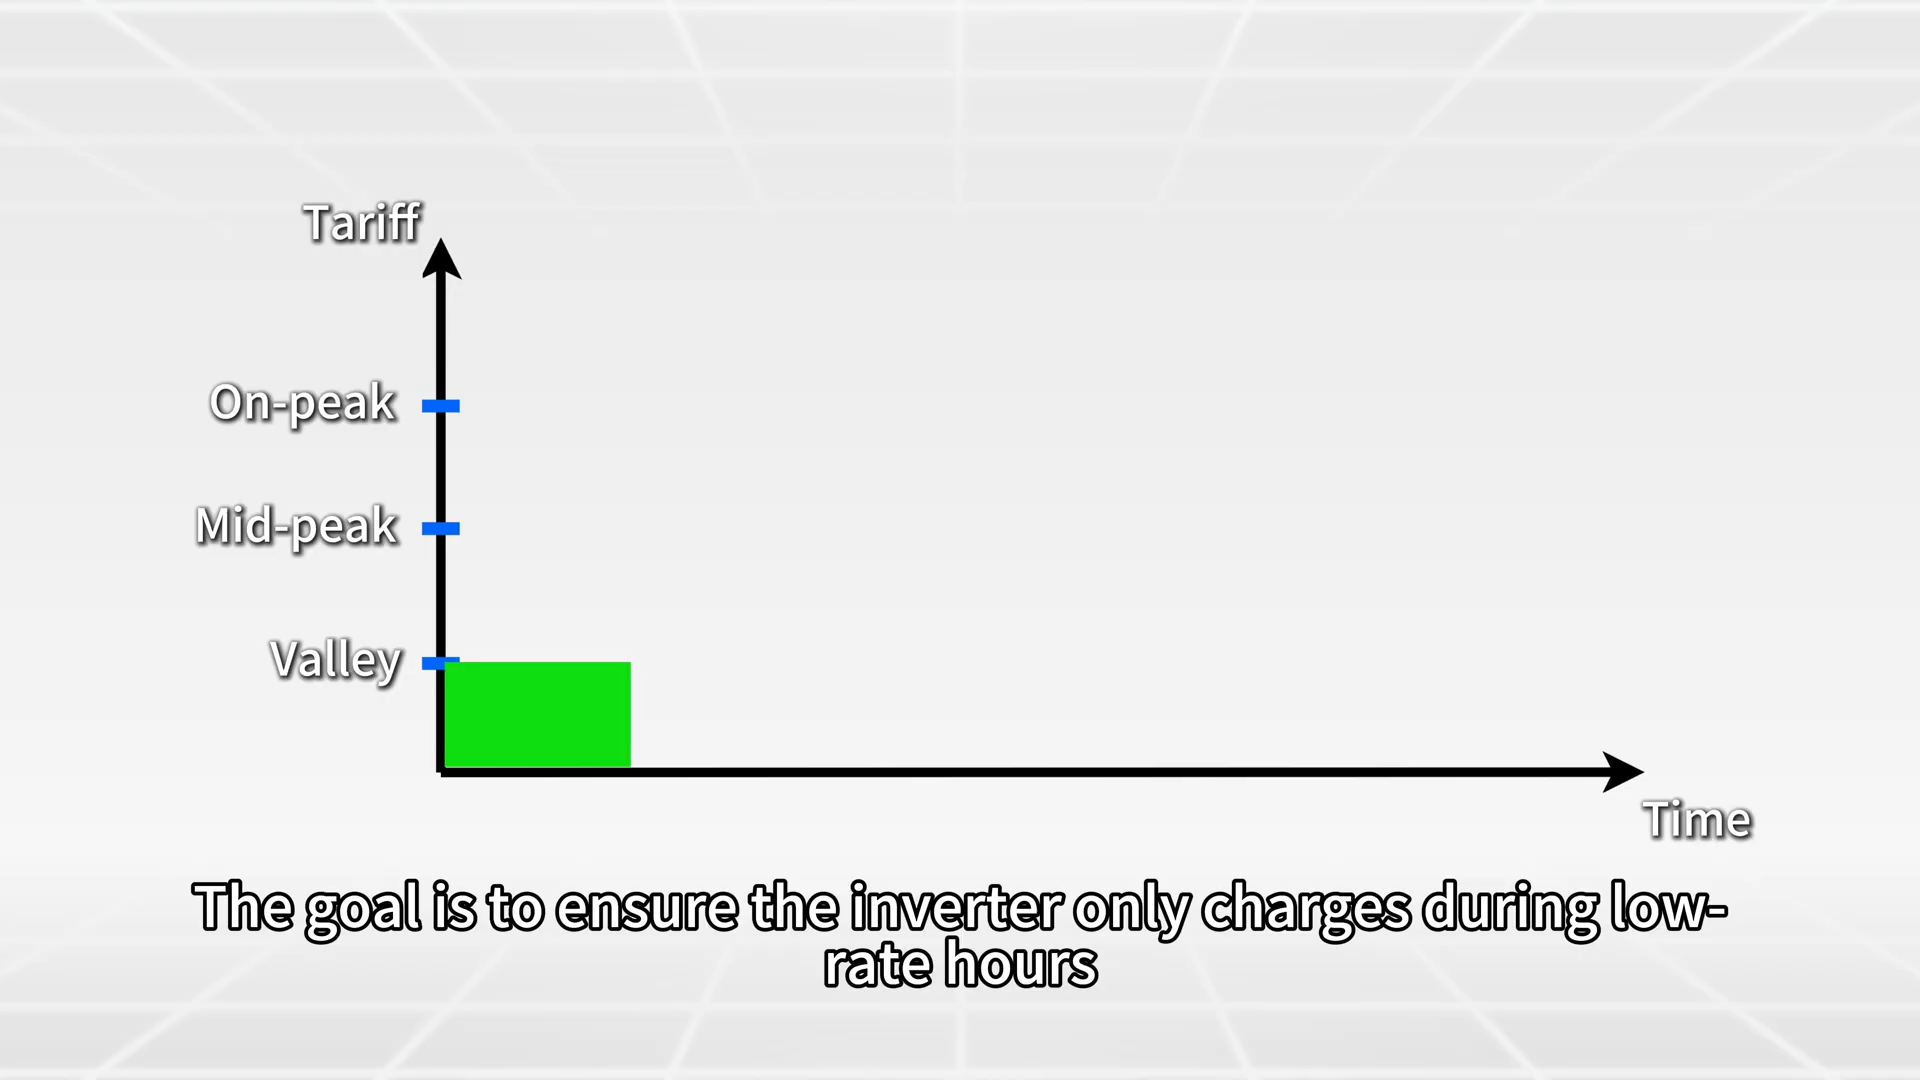 Tariff
On-peak
Mid-peak
Valley
Time
The goal is to ensure the inverter only charges during low-
rate hours